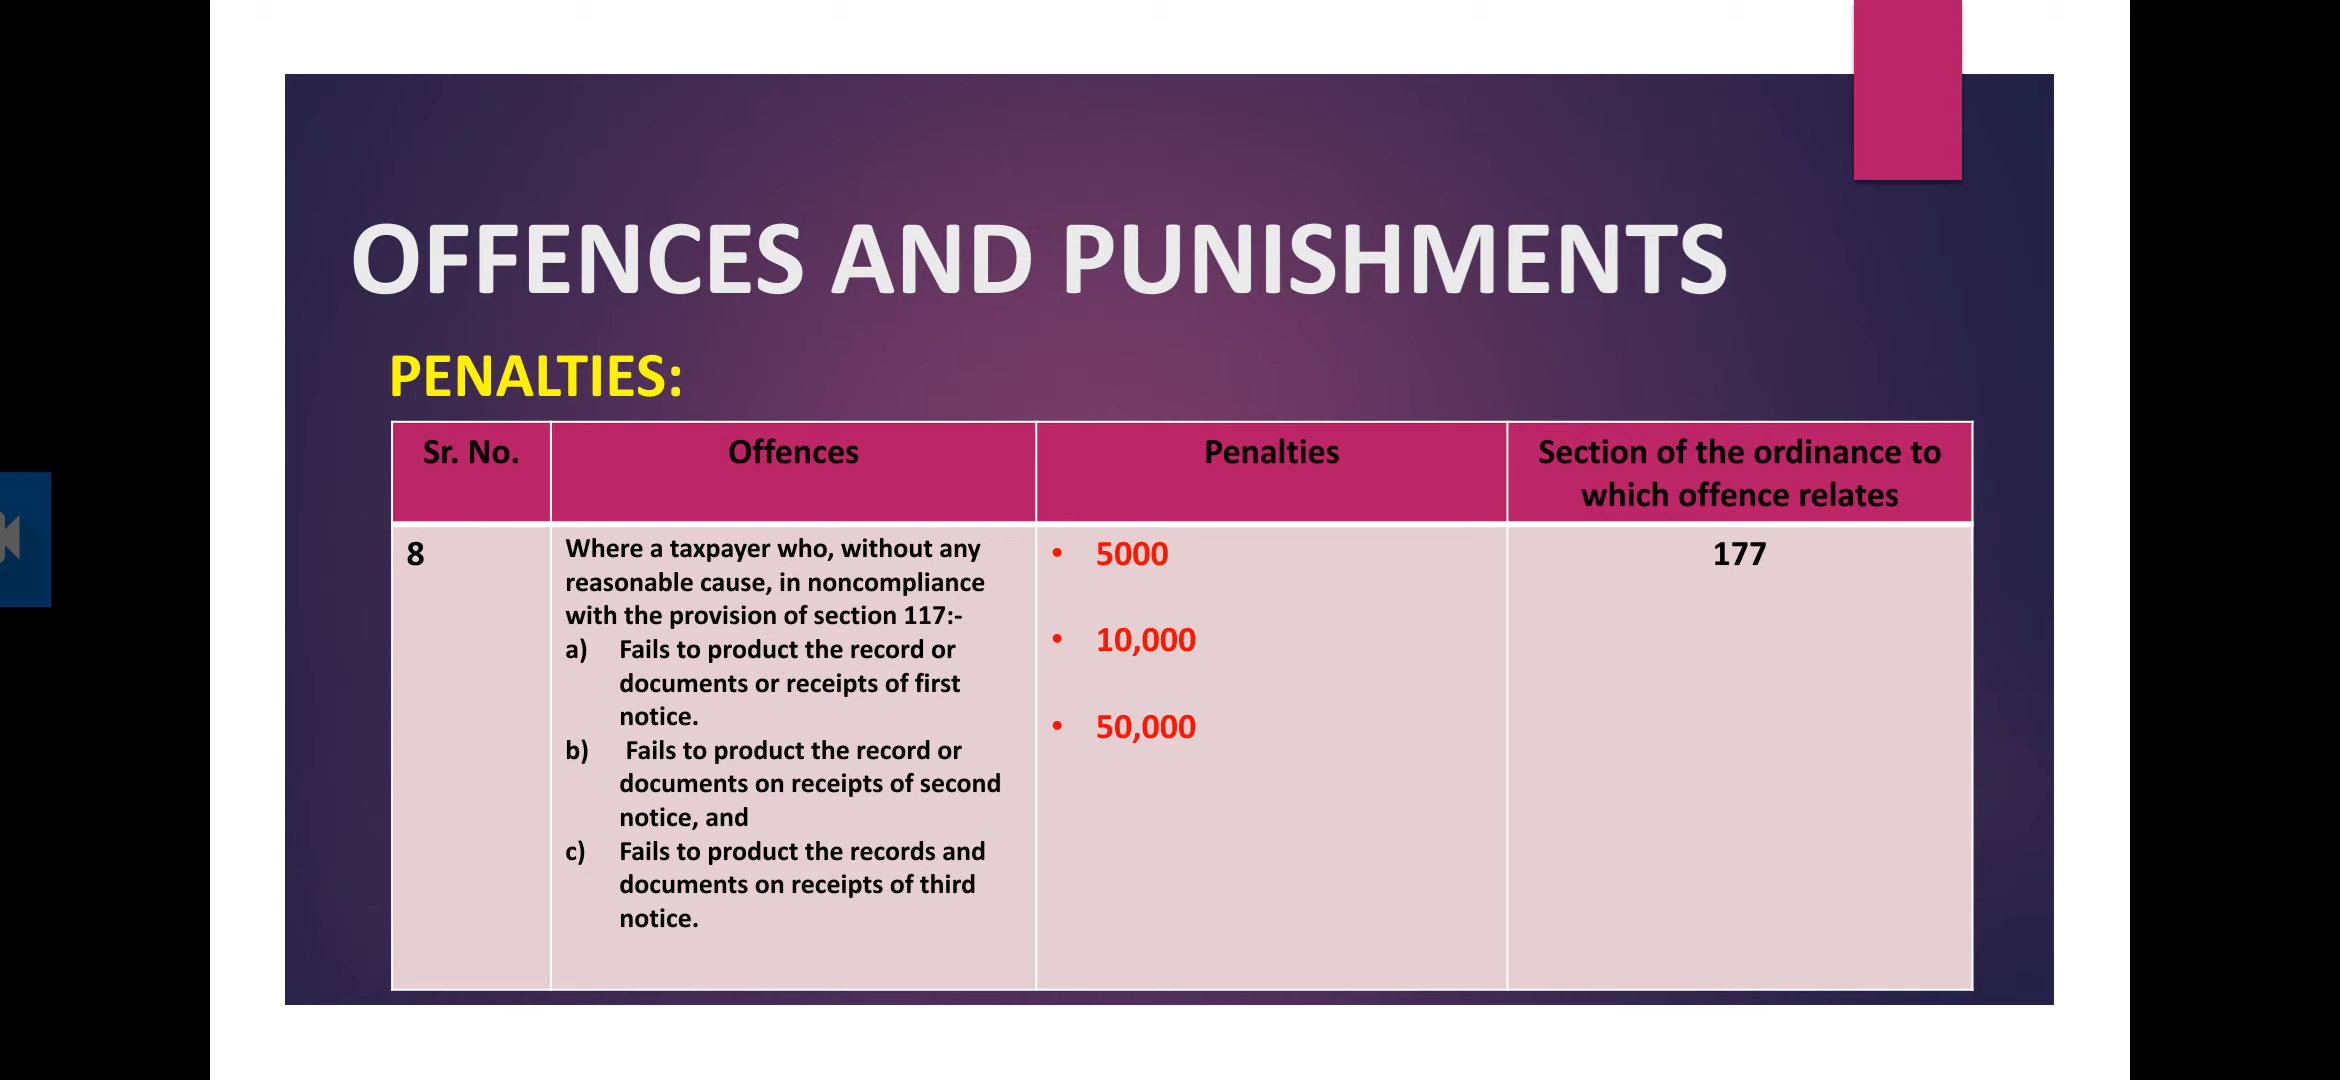 OFFENCES AND PUNISHMENTS
PENALTIES:
Sr. No.
Offences
Penalties
Section of the ordinance to
which offence relates
8
Where a taxpayer who, without any
reasonable cause, in noncompliance
with the provision of section 117:-
a) Fails to product the record or
documents or receipts of first
notice.
b) Fails to product the record or
documents on receipts of second
notice, and
c) Fails to product the records and
documents on receipts of third
notice.
• 5000
• 10,000
• 50,000
177